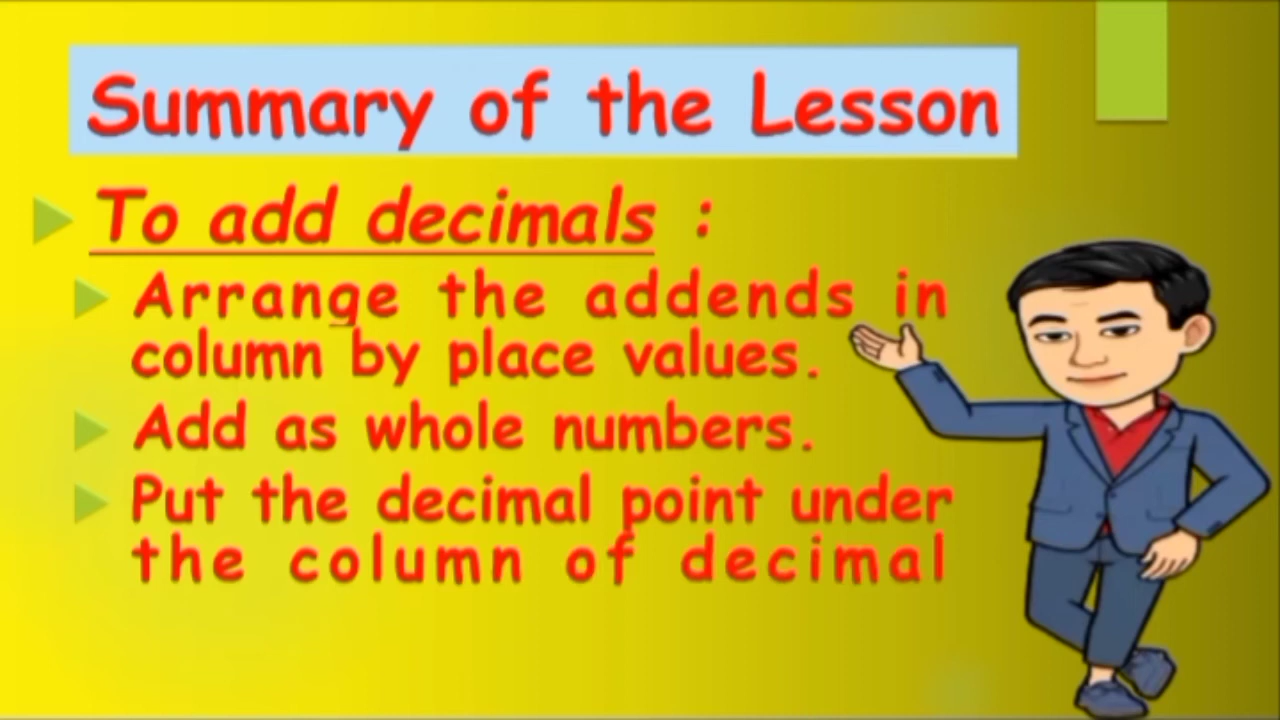 Summary of the Lesson
To add decimals :
Arrange the addends in
column by place values.
Add as whole numbers.
Put the decimal point under
the column of decimal